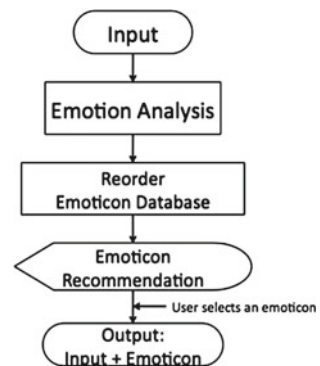 Input
Emotion Analysis
Reorder
Emoticon Database
Emoticon
Recommendation
User selects an emoticon
Output:
Input + Emoticon